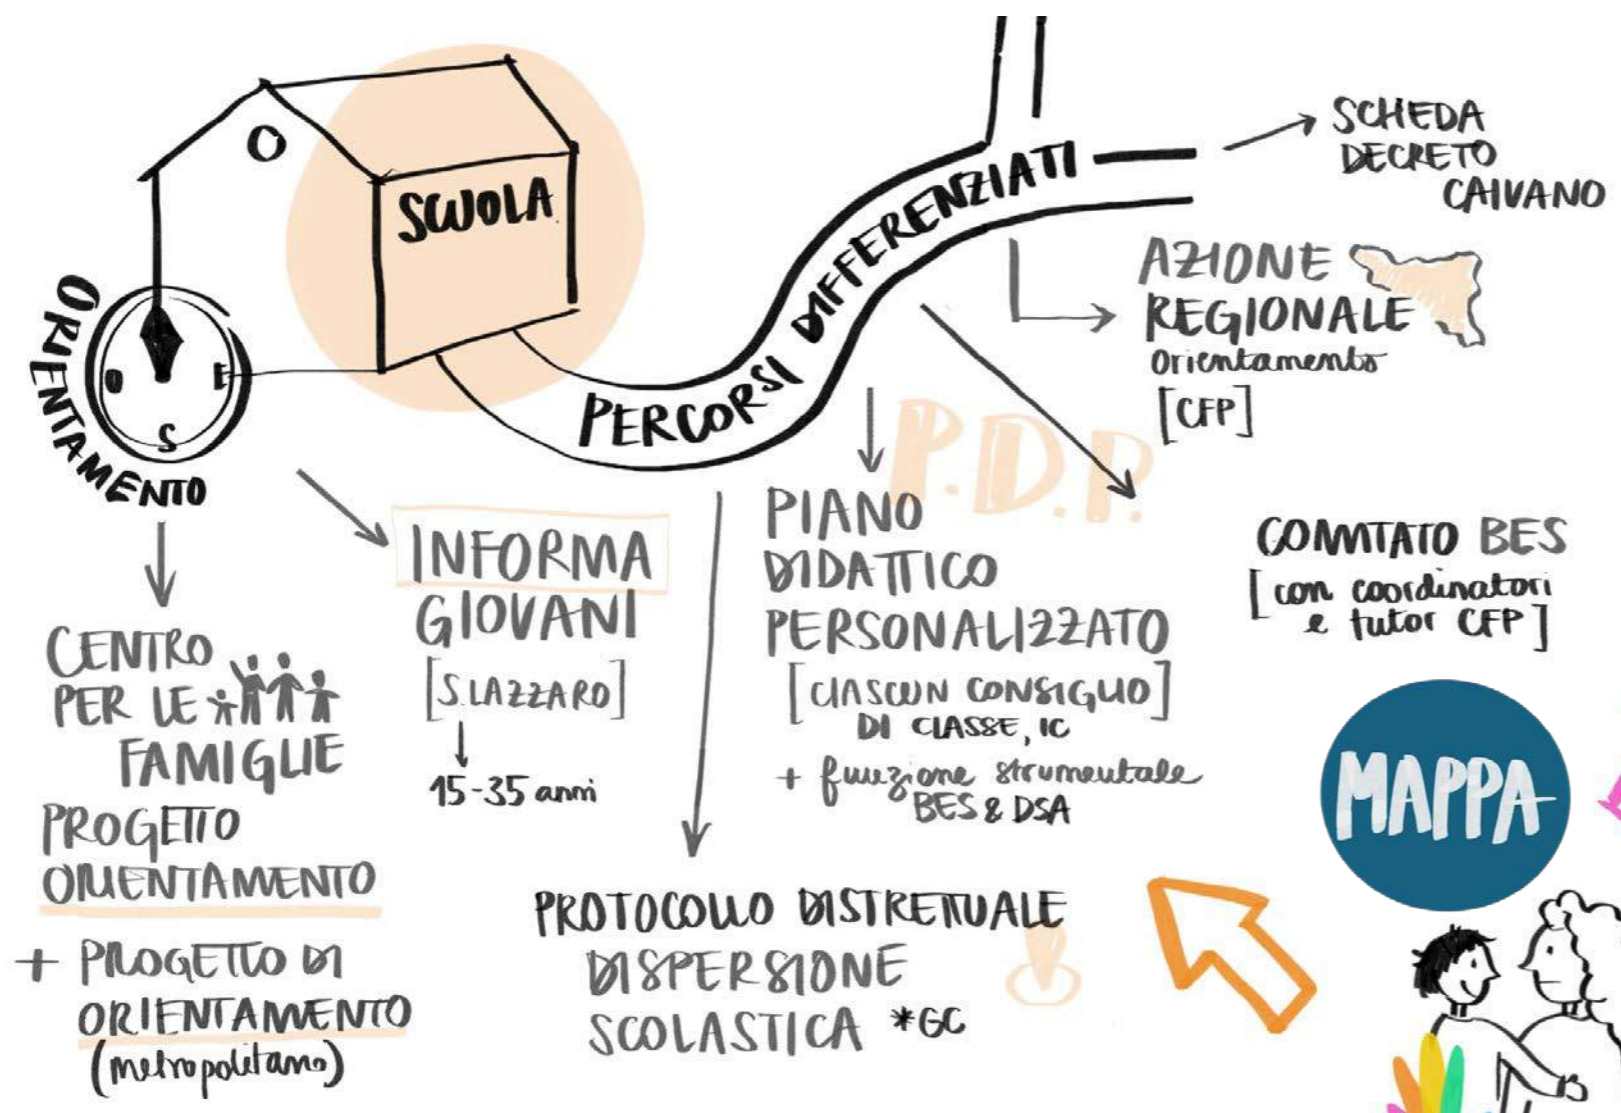 SCUOLA
ORIENTAMENTO
O
E
S
PERCORSI DIFFERENZIATI
SCHEDA
DECRETO
CAIVANO
AZIONE
REGIONALE
Orientamento
[CFP]
P.D.P.
INFORMA
GIOVANI
[S.LAZZARO]
15-35 anni
CENTRO
PER LE
FAMIGLIE
PROGETTO
ORIENTAMENTO
+ PROGETTO DI
ORIENTAMENTO
(metropolitano)
PIANO
DIDATTICO
PERSONALIZZATO
[CIASCUN CONSIGLIO]
DI CLASSE, IC
+ funzione strumentale
BES & DSA
COMITATO BES
[con coordinatori
e tutor CFP]
PROTOCOLLO DISTRETTUALE
DISPERSIONE
SCOLASTICA *GC
MAPPA